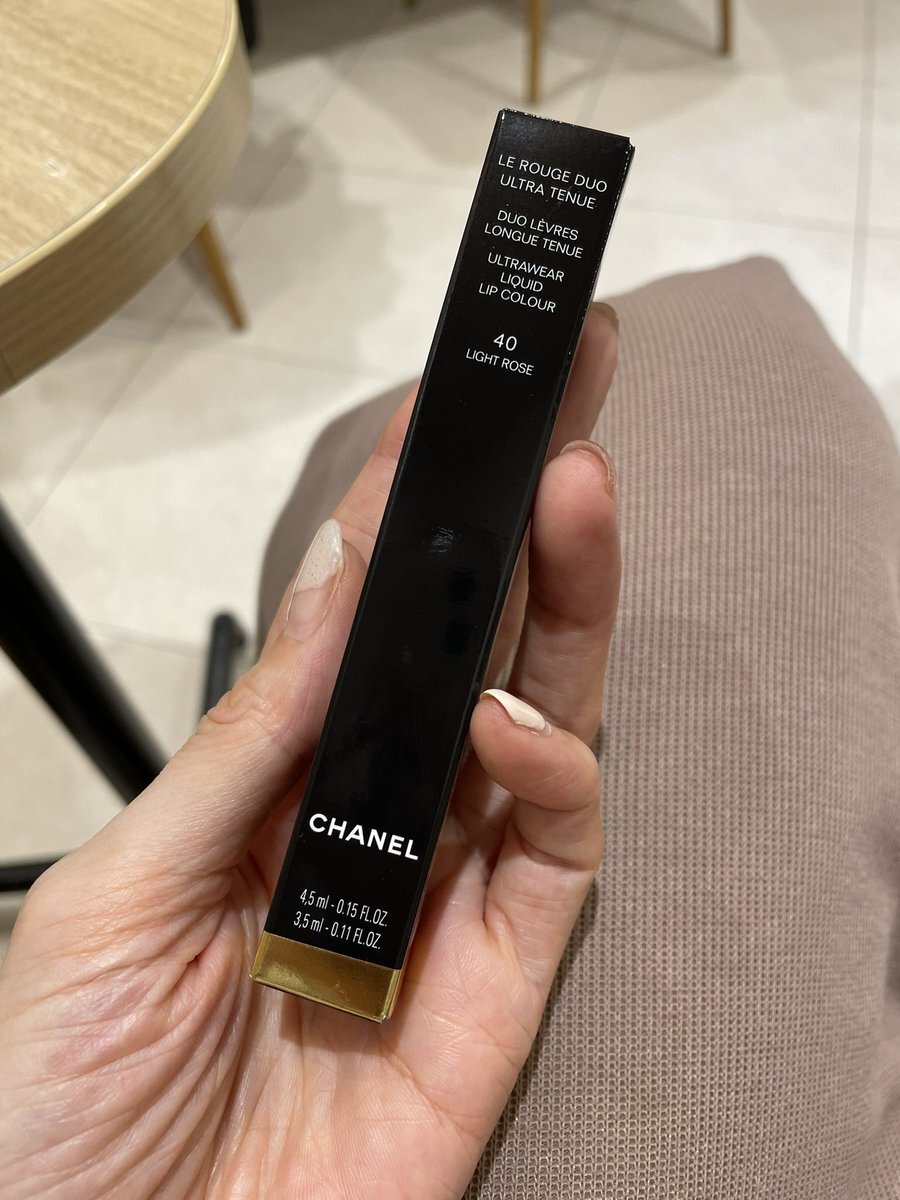 LE ROUGE DUO
ULTRA TENUE
DUO LÈVRES
LONGUE TENUE
ULTRAWEAR
LIQUID
LIP COLOUR
40
LIGHT ROSE
CHANEL
4,5 ml - 0.15 FL.OZ.
3,5 ml - 0.11 FL.OZ.